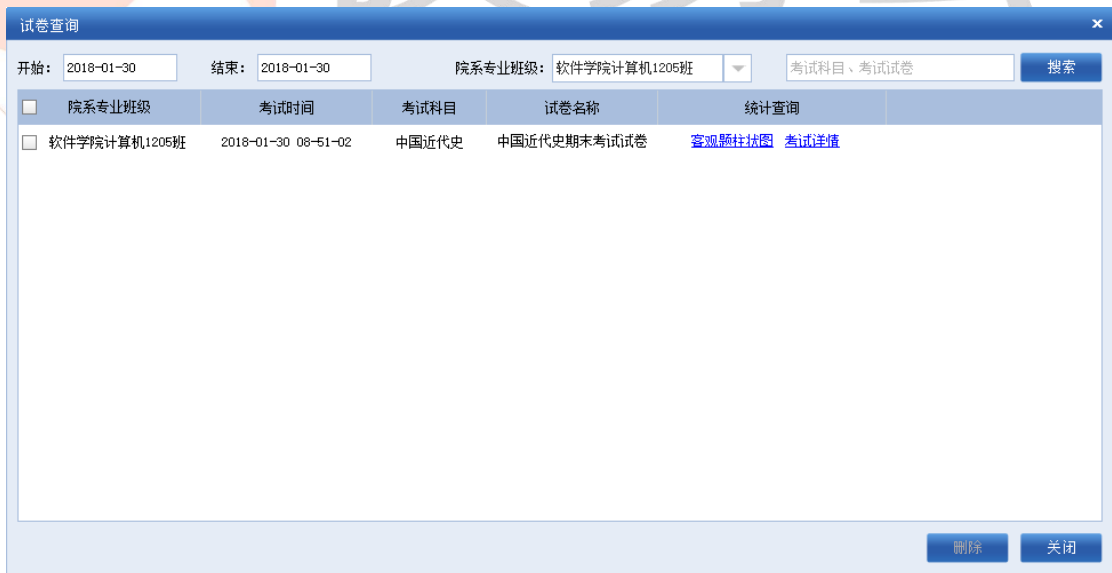 试卷查询
开始: 2018-01-30 结束: 2018-01-30 院系专业班级: 软件学院计算机1205班 考试科目、考试试卷 搜索
院系专业班级 考试时间 考试科目 试卷名称 统计查询
软件学院计算机1205班 2018-01-30 08-51-02 中国近代史 中国近代史期末考试试卷 客观题柱状图 考试详情
删除 关闭